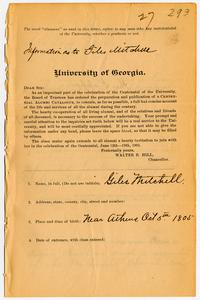 27 293
The word "alumnus" as used in this letter, applies to any man who has matriculated
at the University, whether a graduate or not.
Information as to Giles Mitchell
University of Georgia.
DEAR SIR:
As an important part of the celebration of the Centennial of the University,
the Board of Trustees has ordered the preparation and publication of a CENTEN-
NIAL ALUMNI CATALOGUE, to contain, as far as possible, a full but concise account
of the life and services of all the alumni during the century.
The hearty co-operation of all living alumni, and of the relations and friends
of all deceased, is necessary to the success of the undertaking. Your prompt and
careful attention to the inquiries on each below will be a real service to the Univer-
sity, and will be most cordially appreciated. If you are not able to give the
information under any head, please leave the space blank, so that it may be filled
by others.
The class motto again extends to all alumni a hearty invitation to join with
her in the celebration of the Centennial, June 13th-19th, 1901.
Fraternally yours,
WALTER B. HILL,
Chancellor.
1. Name, in full, (Do not use initials), Giles Mitchell.
2. Address, state, county, city, street and number:
3. Place and date of birth: Near Athens Oct 5th 1805
4. Date of entrance, with class entered: